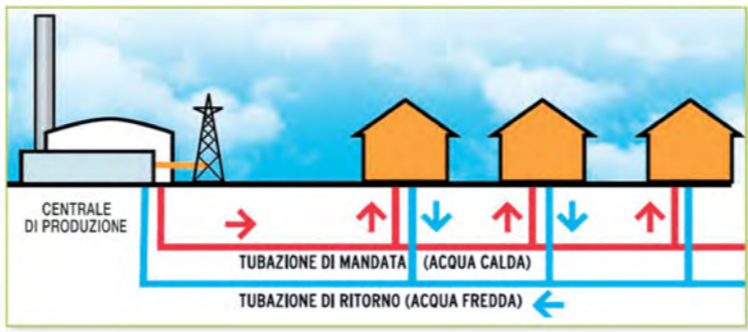 CENTRALE
DI PRODUZIONE
TUBAZIONE DI MANDATA (ACQUA CALDA)
TUBAZIONE DI RITORNO (ACQUA FREDDA)